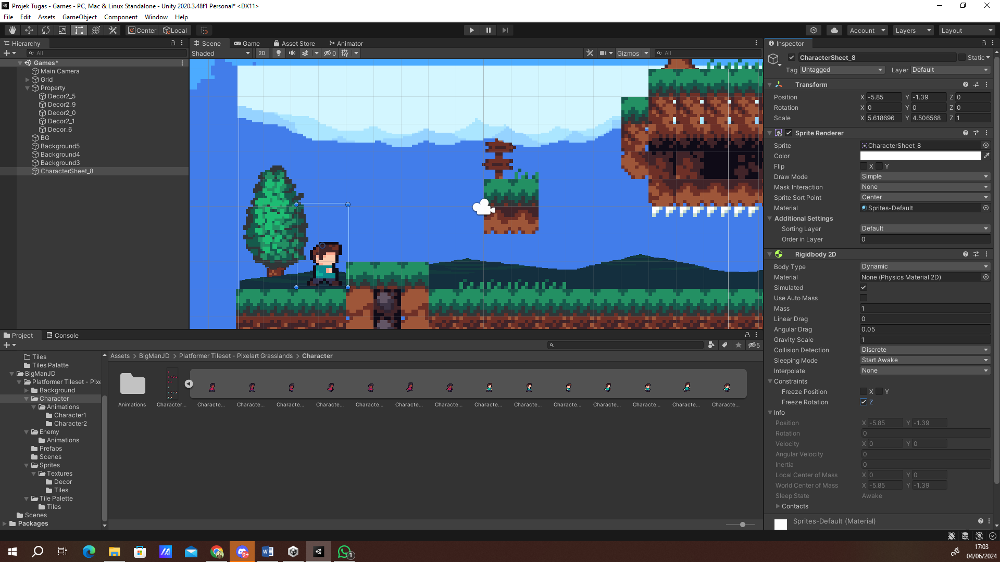 Projek Tugas - Games - PC, Mac & Linux Standalone - Unity 2020.3.48f1 Personal* <DX11>
File Edit Assets GameObject Component Window Help
Center Local Account Layers Layout
Hierarchy
All
Games*
Main Camera
Grid
Property
Decor2_5
Decor2_9
Decor2_0
Decor2_1
Decor_6
BG
Background5
Background4
Background3
CharacterSheet_8
Scene Game Asset Store Animator
Shaded 2D 0 Gizmos All
Inspector
CharacterSheet_8 Static
Tag Untagged Layer Default
Transform
Position X -5.85 Y -1.39 Z 0
Rotation X 0 Y 0 Z 0
Scale X 5.618696 Y 4.506568 Z 1
Sprite Renderer
Sprite CharacterSheet_8
Color
Flip X Y
Draw Mode Simple
Mask Interaction None
Sprite Sort Point Center
Material Sprites-Default
Additional Settings
Sorting Layer Default
Order in Layer 0
Rigidbody 2D
Body Type Dynamic
Material None (Physics Material 2D)
Simulated
Use Auto Mass
Mass 1
Linear Drag 0
Angular Drag 0.05
Gravity Scale 1
Collision Detection Discrete
Sleeping Mode Start Awake
Interpolate None
Constraints
Freeze Position X Y
Freeze Rotation Z
Info
Position X -5.85 Y -1.39
Rotation 0
Velocity X 0 Y 0
Angular Velocity 0
Inertia 0
Local Center of Mass X 0 Y 0
World Center of Mass X -5.85 Y -1.39
Sleep State Awake
Contacts
Sprites-Default (Material)
Project Console
5
Tiles
Tiles Palette
BigManJD
Platformer Tileset - Pixe
Background
Character
Animations
Character1
Character2
Enemy
Animations
Prefabs
Scenes
Sprites
Textures
Decor
Tiles
Tile Palette
Tiles
Scenes
Packages
Assets > BigManJD > Platformer Tileset - Pixelart Grasslands > Character
Animations Character... Characte... Characte... Characte... Characte... Characte... Characte... Characte... Characte... Characte... Characte... Characte... Characte... Characte... Characte...
9+ 1
17:03
04/06/2024